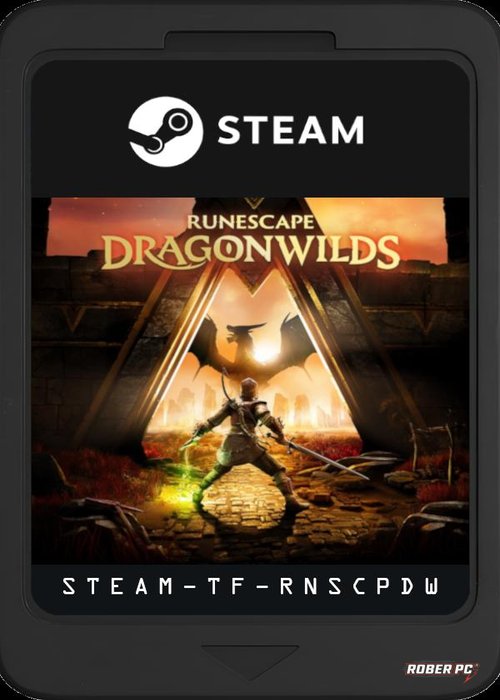 STEAM
RUNESCAPE
DRAGONWILDS
STEAM-TF-RNSCPDW
ROBER PC